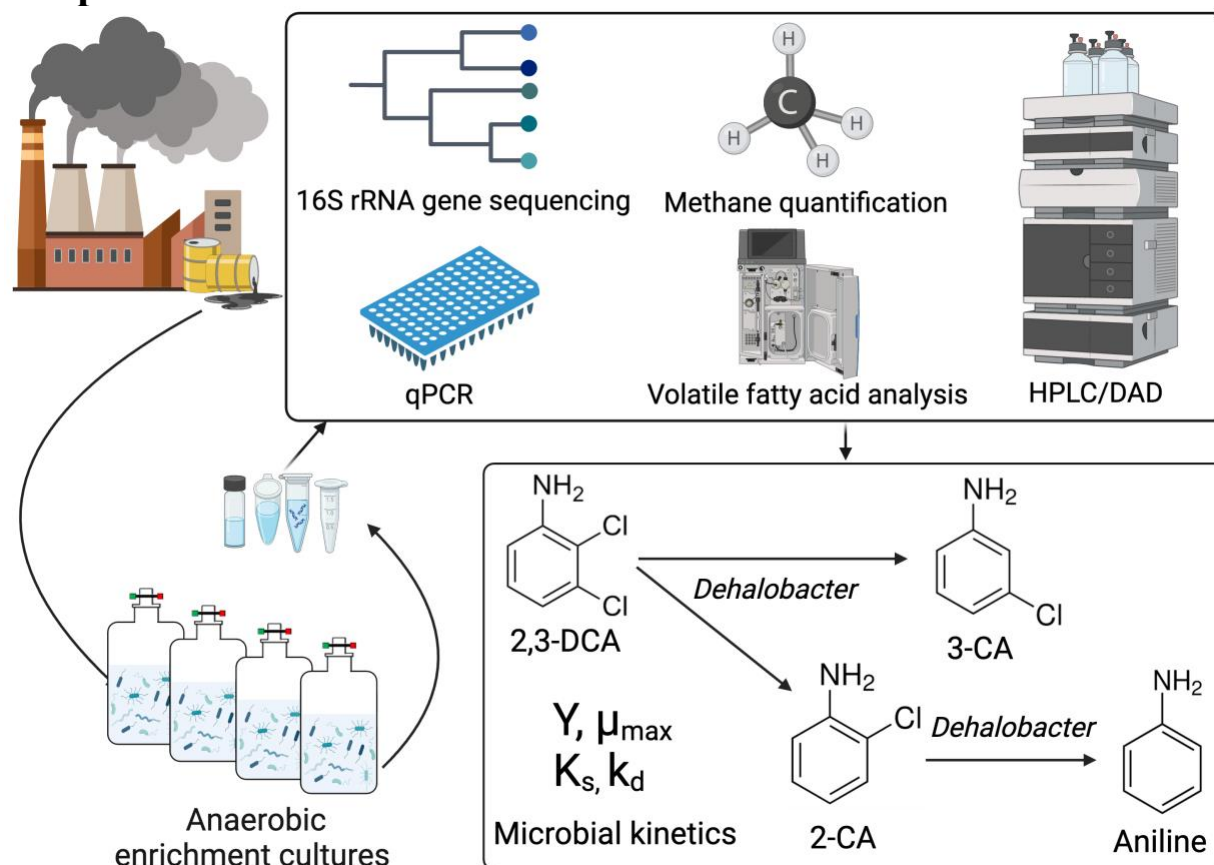 H
H
C
H
H
16S rRNA gene sequencing
Methane quantification
qPCR
Volatile fatty acid analysis
HPLC/DAD
NH₂
Cl
Cl
2,3-DCA
Dehalobacter
NH₂
Cl
3-CA
NH₂
Cl
2-CA
Dehalobacter
NH₂
Aniline
Y, μmax
Ks, kd
Microbial kinetics
Anaerobic
enrichment cultures